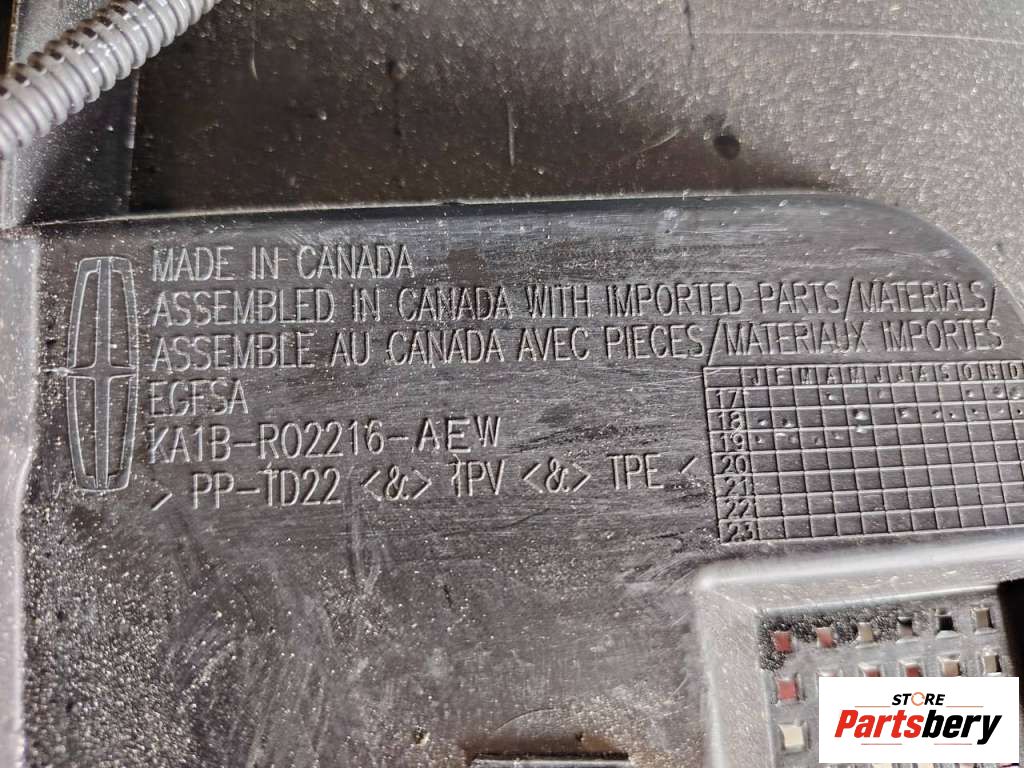 MADE IN CANADA
ASSEMBLED IN CANADA WITH IMPORTED PARTS/MATERIALS/
ASSEMBLE AU CANADA AVEC PIECES/MATERIAUX IMPORTES
ECFSA
KA1B-R02216-AEW
> PP-TD22 <&> TPV <&> TPE <
J F M A M J J A S O N D
17
18
19
20
21
22
23
STORE
Partsbery